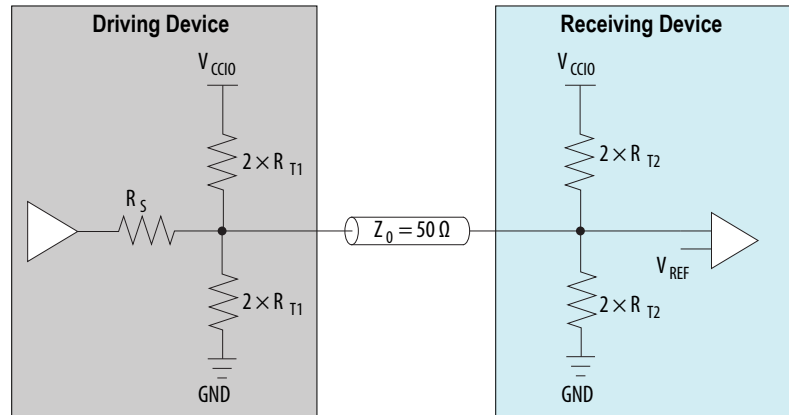 Driving Device
V CCIO
2 × R T1
R S
2 × R T1
GND
Z 0 = 50 Ω
Receiving Device
V CCIO
2 × R T2
V REF
2 × R T2
GND